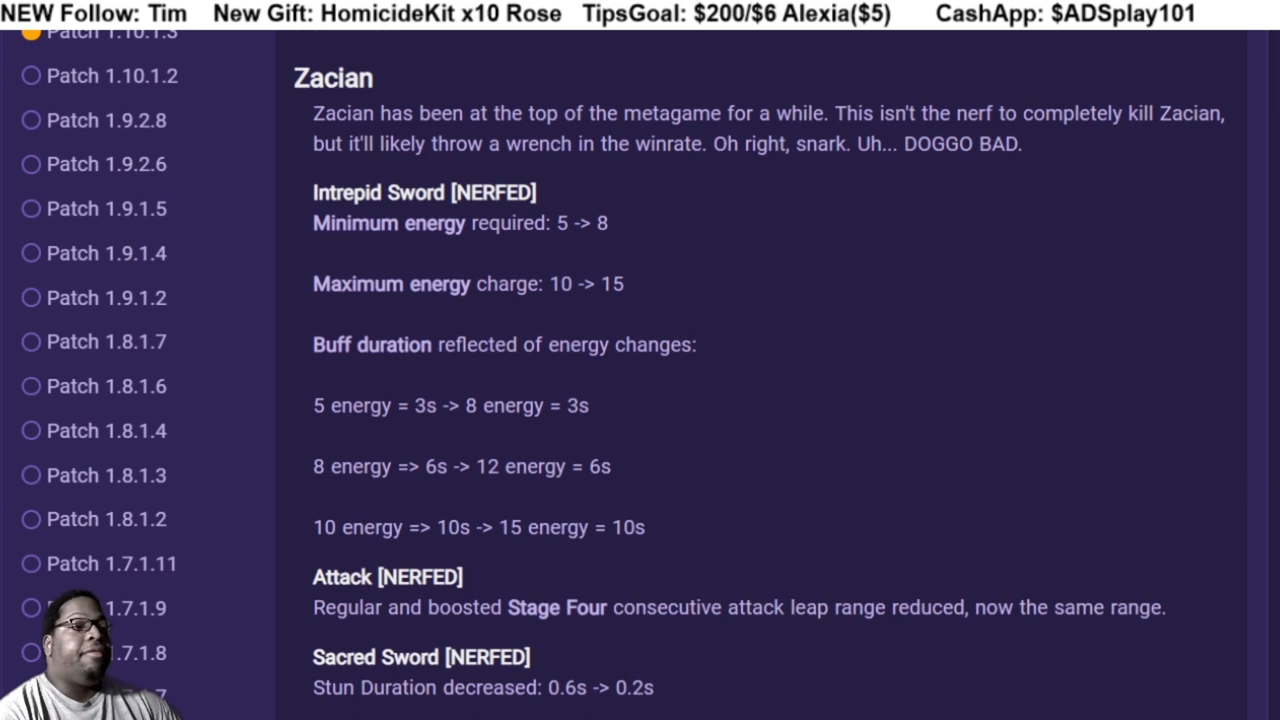 NEW Follow: Tim New Gift: HomicideKit x10 Rose TipsGoal: $200/$6 Alexia($5) CashApp: $ADSplay101
Patch 1.10.1.3
Patch 1.10.1.2
Patch 1.9.2.8
Patch 1.9.2.6
Patch 1.9.1.5
Patch 1.9.1.4
Patch 1.9.1.2
Patch 1.8.1.7
Patch 1.8.1.6
Patch 1.8.1.4
Patch 1.8.1.3
Patch 1.8.1.2
Patch 1.7.1.11
1.7.1.9
1.7.1.8
Zacian
Zacian has been at the top of the metagame for a while. This isn't the nerf to completely kill Zacian,
but it'll likely throw a wrench in the winrate. Oh right, snark. Uh... DOGGO BAD.
Intrepid Sword [NERFED]
Minimum energy required: 5 -> 8
Maximum energy charge: 10 -> 15
Buff duration reflected of energy changes:
5 energy = 3s -> 8 energy = 3s
8 energy => 6s -> 12 energy = 6s
10 energy => 10s -> 15 energy = 10s
Attack [NERFED]
Regular and boosted Stage Four consecutive attack leap range reduced, now the same range.
Sacred Sword [NERFED]
Stun Duration decreased: 0.6s -> 0.2s